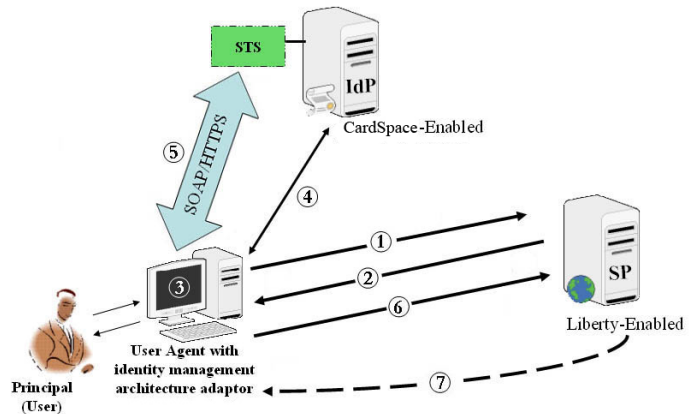 STS
IdP
CardSpace-Enabled
⑤
SOAP/HTTPS
④
①
②
③
⑥
SP
Liberty-Enabled
User Agent with
identity management
architecture adaptor
⑦
Principal
(User)